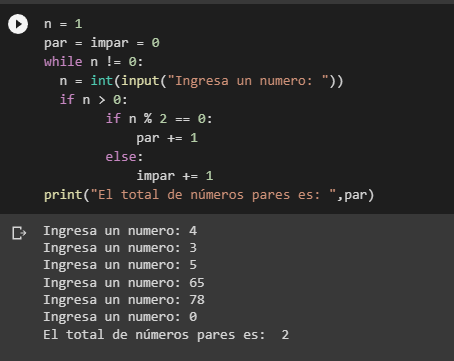 n = 1
par = impar = 0
while n != 0:
  n = int(input("Ingresa un numero: "))
  if n > 0:
        if n % 2 == 0:
            par += 1
        else:
            impar += 1
print("El total de números pares es: ",par)
Ingresa un numero: 4
Ingresa un numero: 3
Ingresa un numero: 5
Ingresa un numero: 65
Ingresa un numero: 78
Ingresa un numero: 0
El total de números pares es:  2